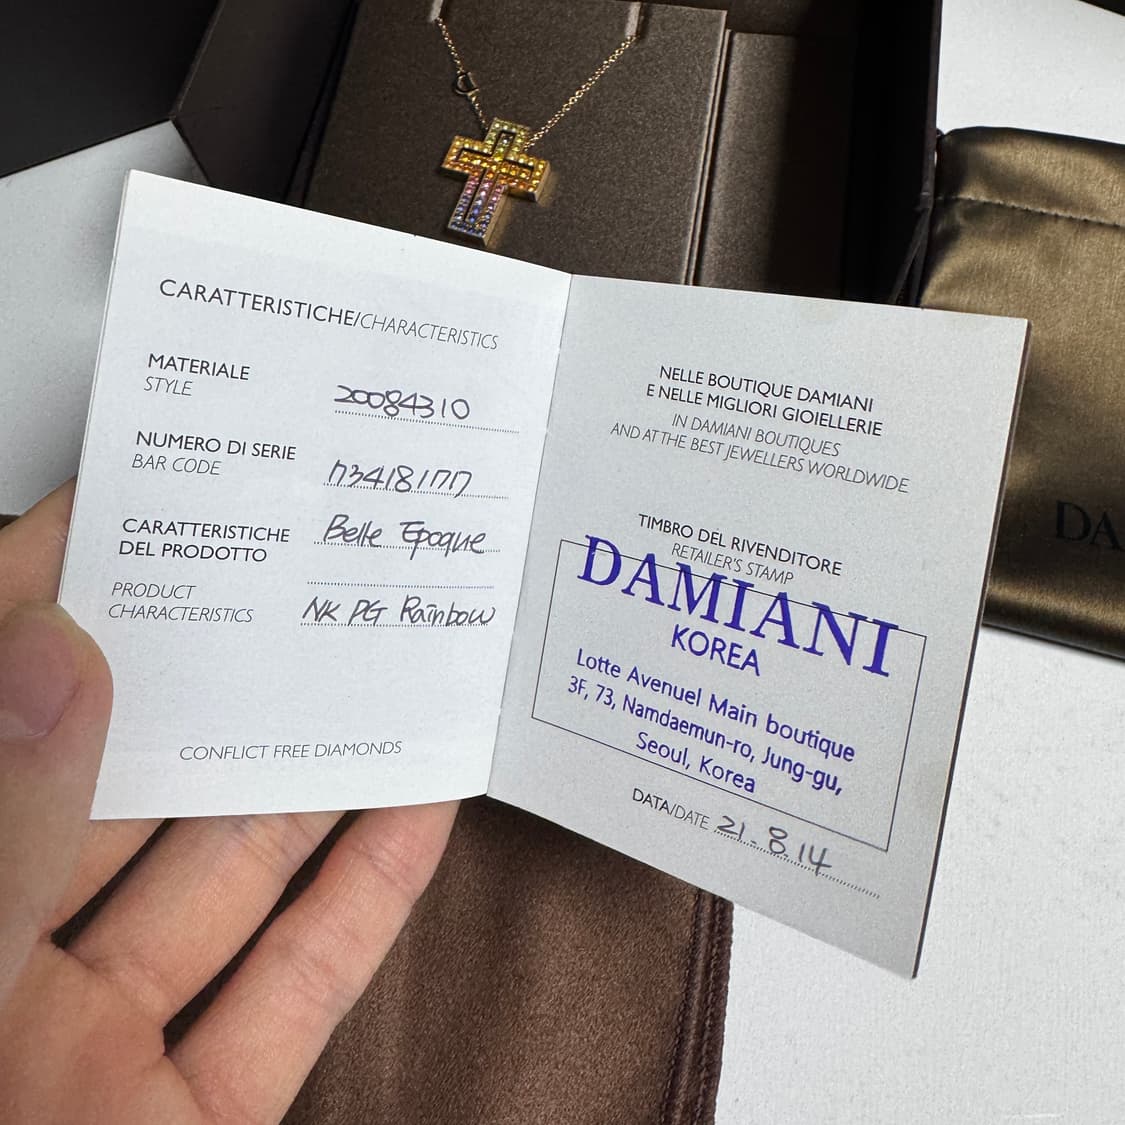 CARATTERISTICHE/CHARACTERISTICS
MATERIALE
STYLE
20084310
NUMERO DI SERIE
BAR CODE
173418177
CARATTERISTICHE
DEL PRODOTTO
Belle Epoque
PRODUCT
CHARACTERISTICS
NK PG Rainbow
CONFLICT FREE DIAMONDS
NELLE BOUTIQUE DAMIANI
E NELLE MIGLIORI GIOIELLERIE
IN DAMIANI BOUTIQUES
AND AT THE BEST JEWELLERS WORLDWIDE
TIMBRO DEL RIVENDITORE
RETAILER'S STAMP
DAMIANI
KOREA
Lotte Avenuel Main boutique
3F, 73, Namdaemun-ro, Jung-gu,
Seoul, Korea
DATA/DATE 21.8.14
DA